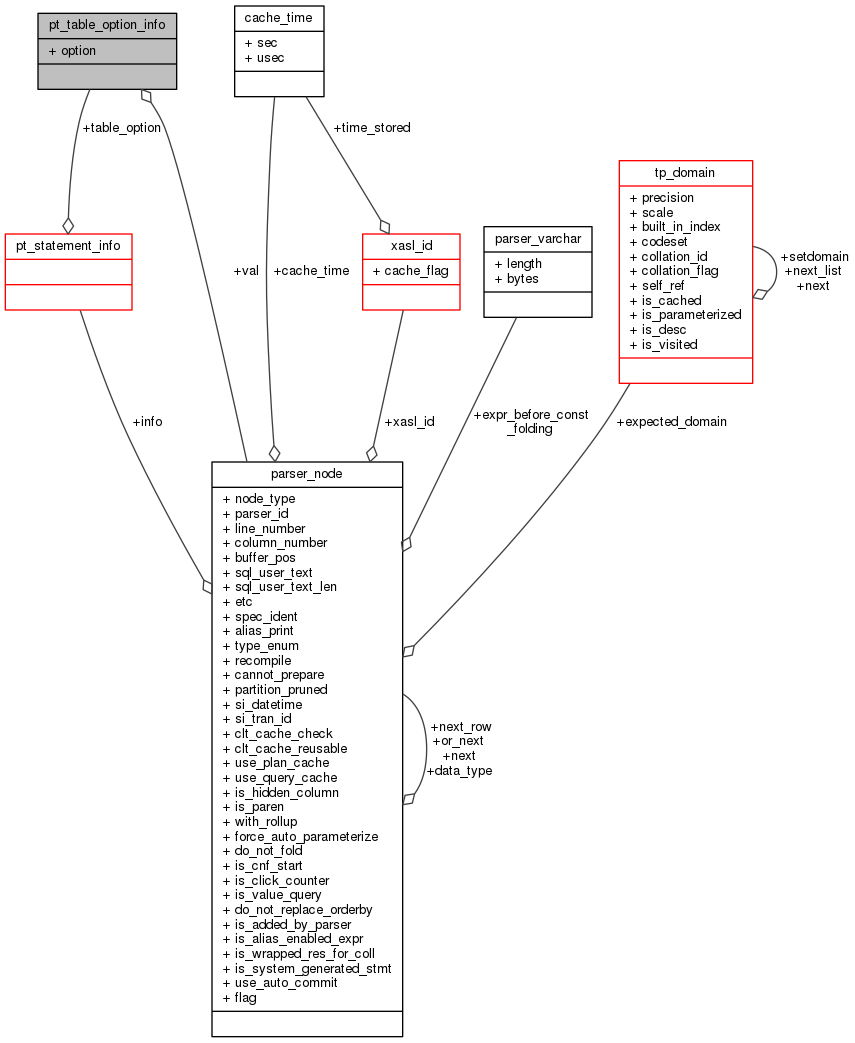 pt_table_option_info
+ option
cache_time
+ sec
+ usec
+table_option
+time_stored
tp_domain
+ precision
+ scale
+ built_in_index
+ codeset
+ collation_id
+ collation_flag
+ self_ref
+ is_cached
+ is_parameterized
+ is_desc
+ is_visited
+setdomain
+next_list
+next
pt_statement_info
+val
+cache_time
xasl_id
+ cache_flag
parser_varchar
+ length
+ bytes
+info
+xasl_id
+expr_before_const
_folding
+expected_domain
parser_node
+ node_type
+ parser_id
+ line_number
+ column_number
+ buffer_pos
+ sql_user_text
+ sql_user_text_len
+ etc
+ spec_ident
+ alias_print
+ type_enum
+ recompile
+ cannot_prepare
+ partition_pruned
+ si_datetime
+ si_tran_id
+ clt_cache_check
+ clt_cache_reusable
+ use_plan_cache
+ use_query_cache
+ is_hidden_column
+ is_paren
+ with_rollup
+ force_auto_parameterize
+ do_not_fold
+ is_cnf_start
+ is_click_counter
+ is_value_query
+ do_not_replace_orderby
+ is_added_by_parser
+ is_alias_enabled_expr
+ is_wrapped_res_for_coll
+ is_system_generated_stmt
+ use_auto_commit
+ flag
+next_row
+or_next
+next
+data_type